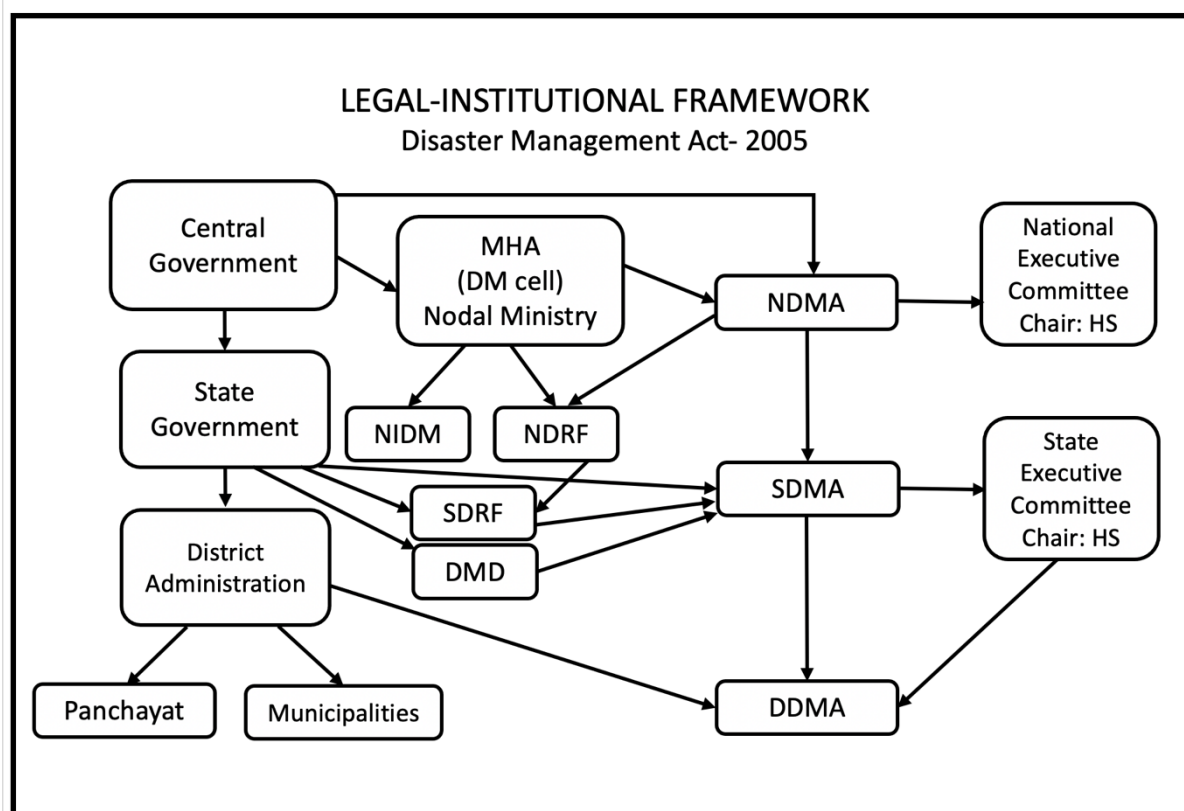 LEGAL-INSTITUTIONAL FRAMEWORK
Disaster Management Act- 2005
Central
Government
MHA
(DM cell)
Nodal Ministry
NDMA
National
Executive
Committee
Chair: HS
State
Government
NIDM
NDRF
SDRF
DMD
SDMA
State
Executive
Committee
Chair: HS
District
Administration
Panchayat
Municipalities
DDMA